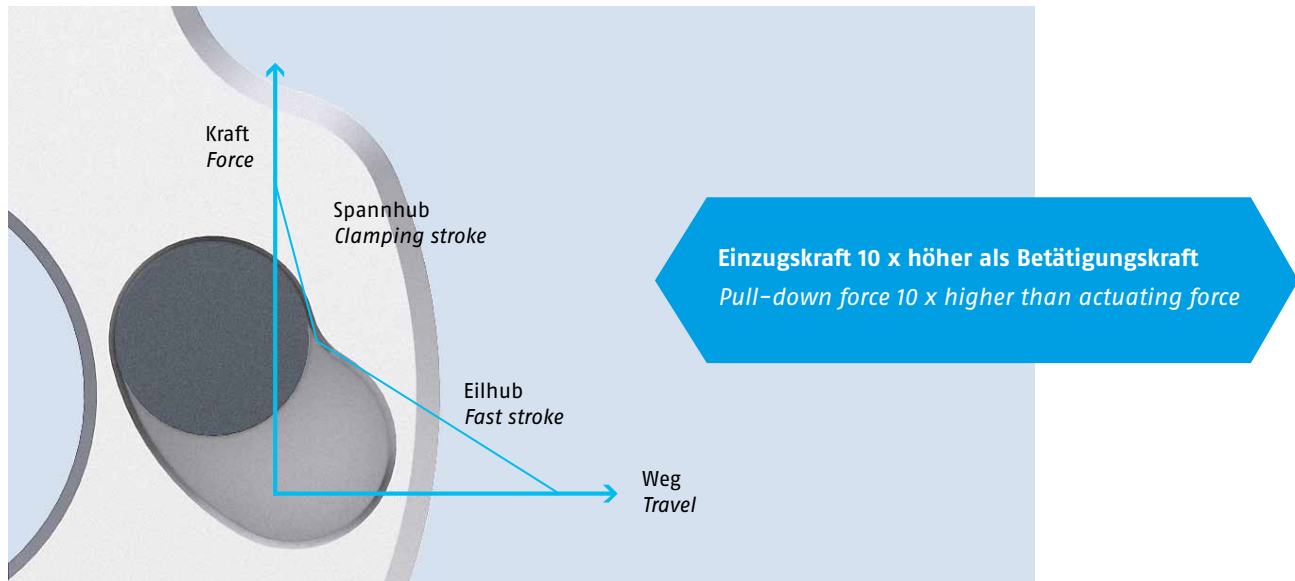 Kraft
Force
Spannhub
Clamping stroke
Einzugskraft 10 x höher als Betätigungskraft
Pull-down force 10 x higher than actuating force
Eilhub
Fast stroke
Weg
Travel